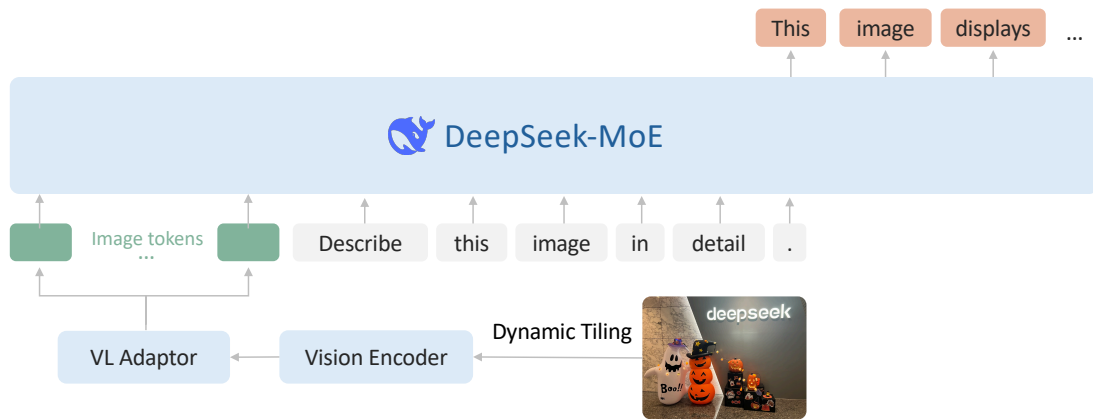 This image displays ...
DeepSeek-MoE
Image tokens
...
Describe this image in detail .
Dynamic Tiling
VL Adaptor
Vision Encoder
deepseek
Boo!!